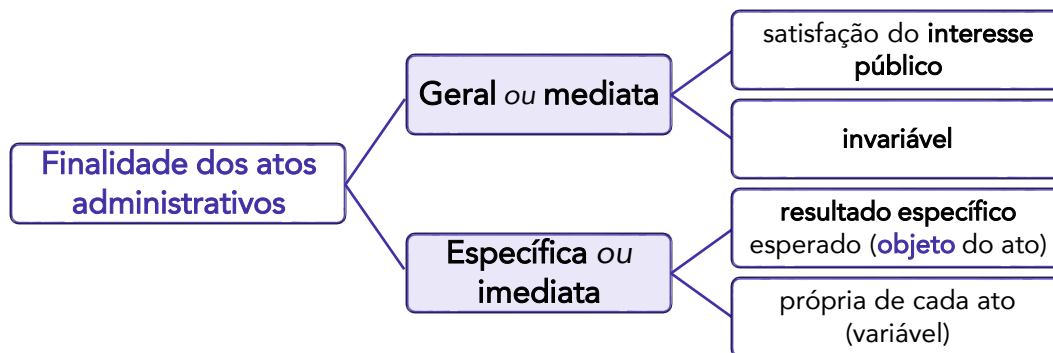 Finalidade dos atos
administrativos
Geral ou mediata
satisfação do interesse
público
invariável
Específica ou
imediata
resultado específico
esperado (objeto do ato)
própria de cada ato
(variável)